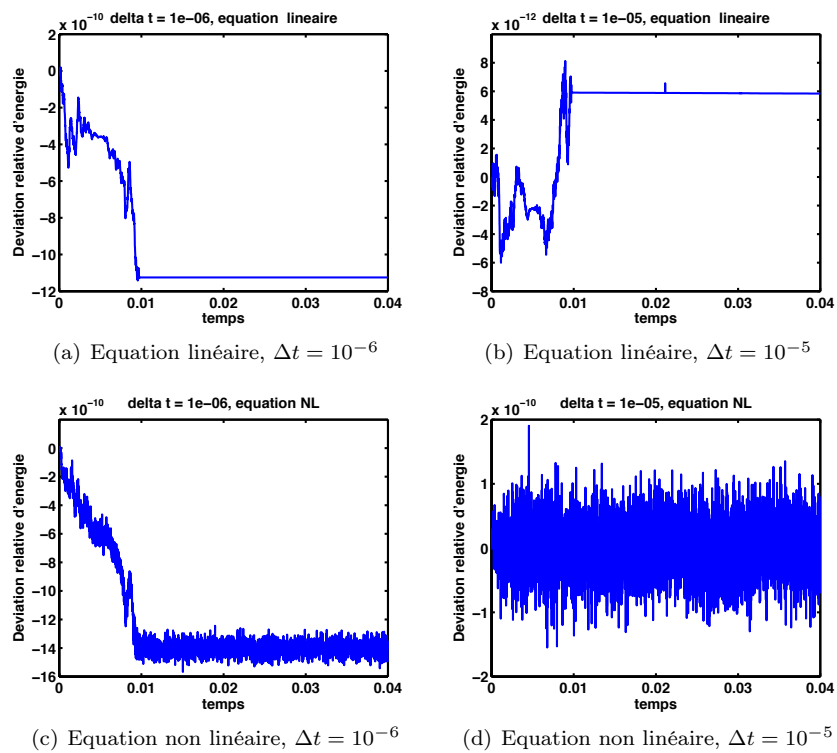 x 10⁻¹⁰ delta t = 1e−06, equation lineaire
2
0
−2
−4
−6
−8
−10
−12
Deviation relative d'energie
0 0.01 0.02 0.03 0.04
temps
(a) Equation linéaire, Δt = 10⁻⁶
x 10⁻¹² delta t = 1e−05, equation lineaire
8
6
4
2
0
−2
−4
−6
−8
Deviation relative d'energie
0 0.01 0.02 0.03 0.04
temps
(b) Equation linéaire, Δt = 10⁻⁵
x 10⁻¹⁰ delta t = 1e−06, equation NL
0
−2
−4
−6
−8
−10
−12
−14
−16
Deviation relative d'energie
0 0.01 0.02 0.03 0.04
temps
(c) Equation non linéaire, Δt = 10⁻⁶
x 10⁻¹⁰ delta t = 1e−05, equation NL
2
1
0
−1
−2
Deviation relative d'energie
0 0.01 0.02 0.03 0.04
temps
(d) Equation non linéaire, Δt = 10⁻⁵